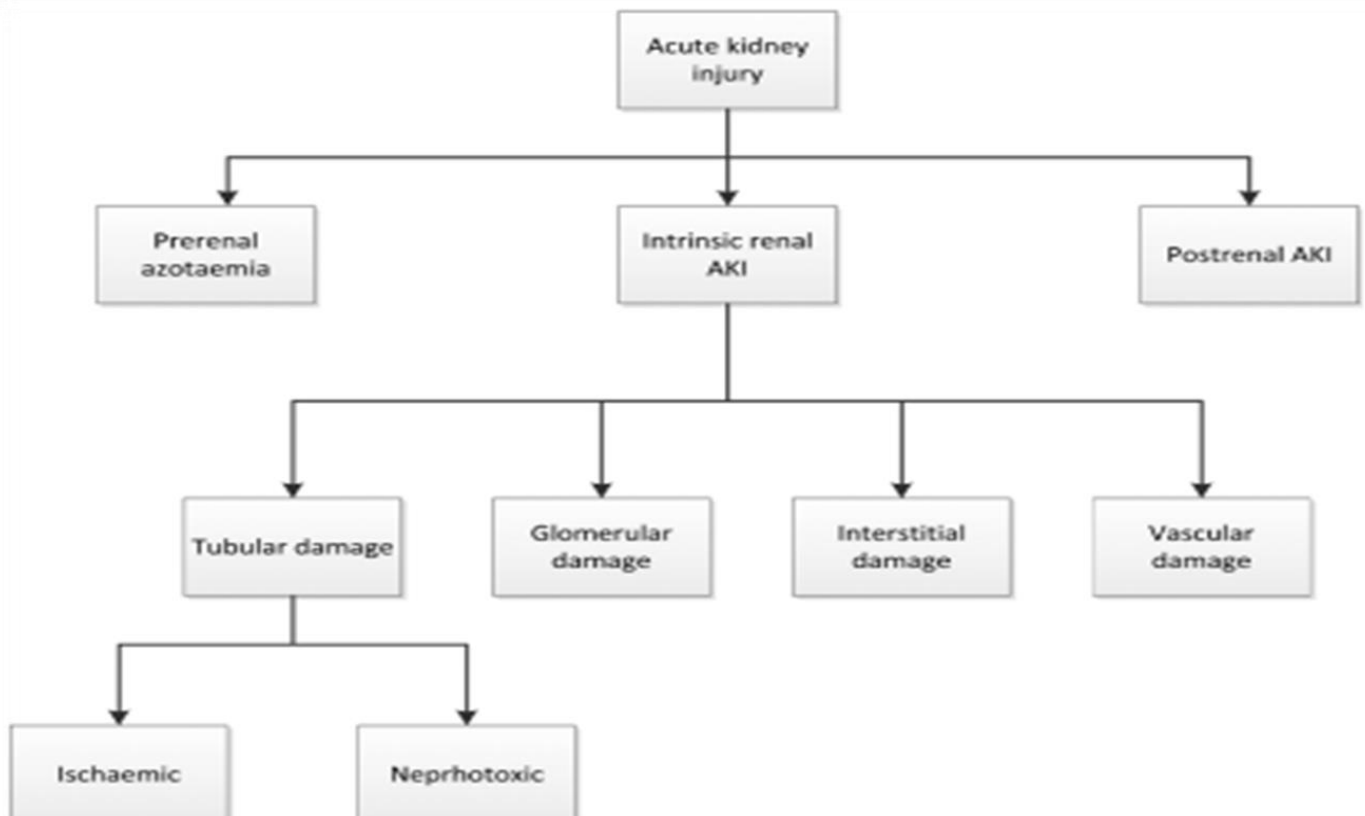 Acute kidney
injury
Prerenal
azotaemia
Intrinsic renal
AKI
Postrenal AKI
Tubular damage
Glomerular
damage
Interstitial
damage
Vascular
damage
Ischaemic
Neprhotoxic